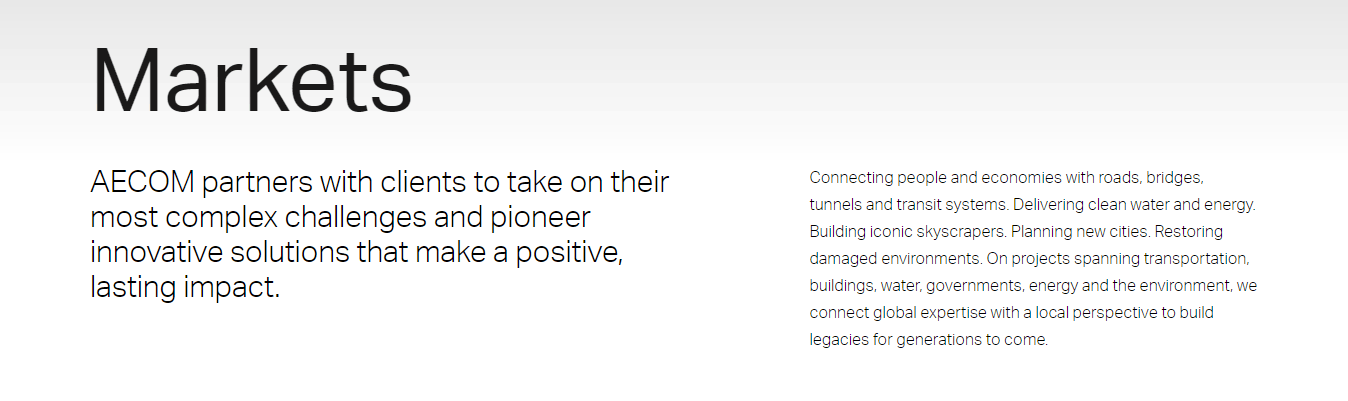 Markets
AECOM partners with clients to take on their
most complex challenges and pioneer
innovative solutions that make a positive,
lasting impact.
Connecting people and economies with roads, bridges,
tunnels and transit systems. Delivering clean water and energy.
Building iconic skyscrapers. Planning new cities. Restoring
damaged environments. On projects spanning transportation,
buildings, water, governments, energy and the environment, we
connect global expertise with a local perspective to build
legacies for generations to come.